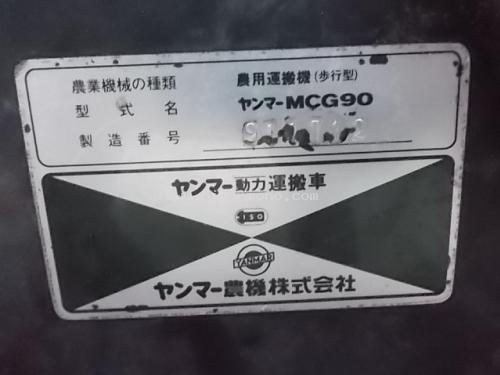 農業機械の種類 農用運搬機(歩行型)
型式名 ヤンマーMCG90
製造番号
ヤンマー動力運搬車
ISO
YANMAR
ヤンマー農機株式会社